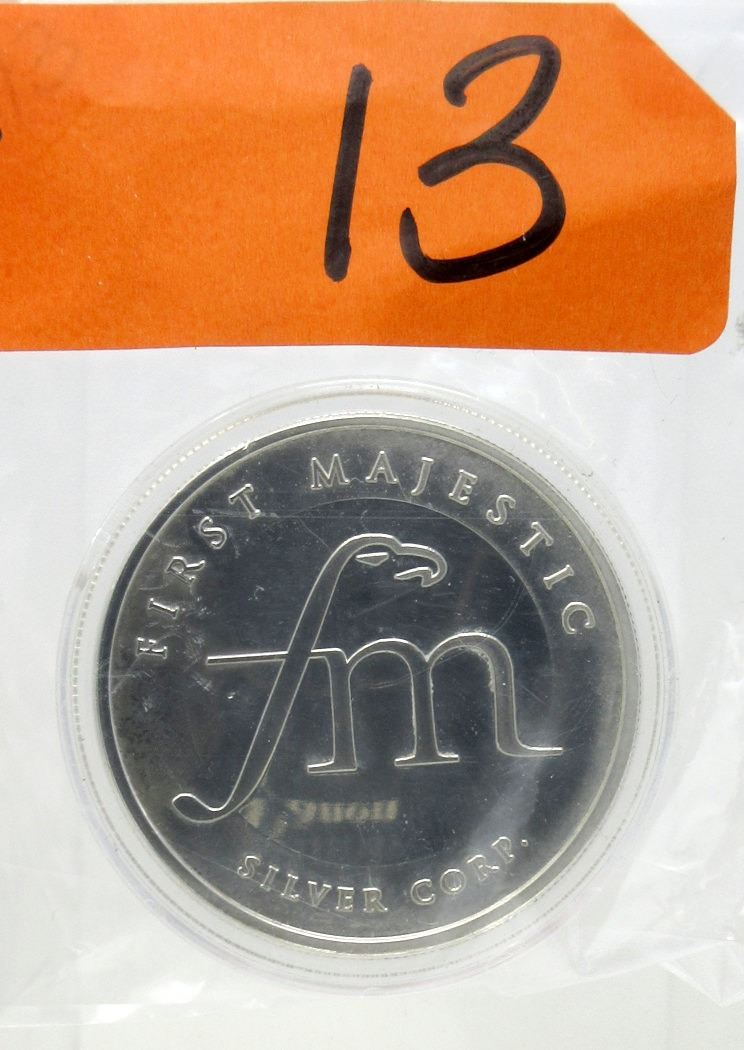 13
FIRST MAJESTIC
fm
SILVER CORP.